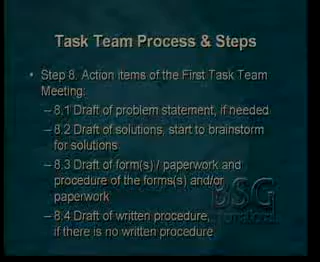 Task Team Process & Steps
• Step 8. Action items of the First Task Team
Meeting:
– 8.1 Draft of problem statement, if needed
– 8.2 Draft of solutions, start to brainstorm
for solutions
– 8.3 Draft of form(s) / paperwork and
procedure of the forms(s) and/or
paperwork
– 8.4 Draft of written procedure,
if there is no written procedure
BSG